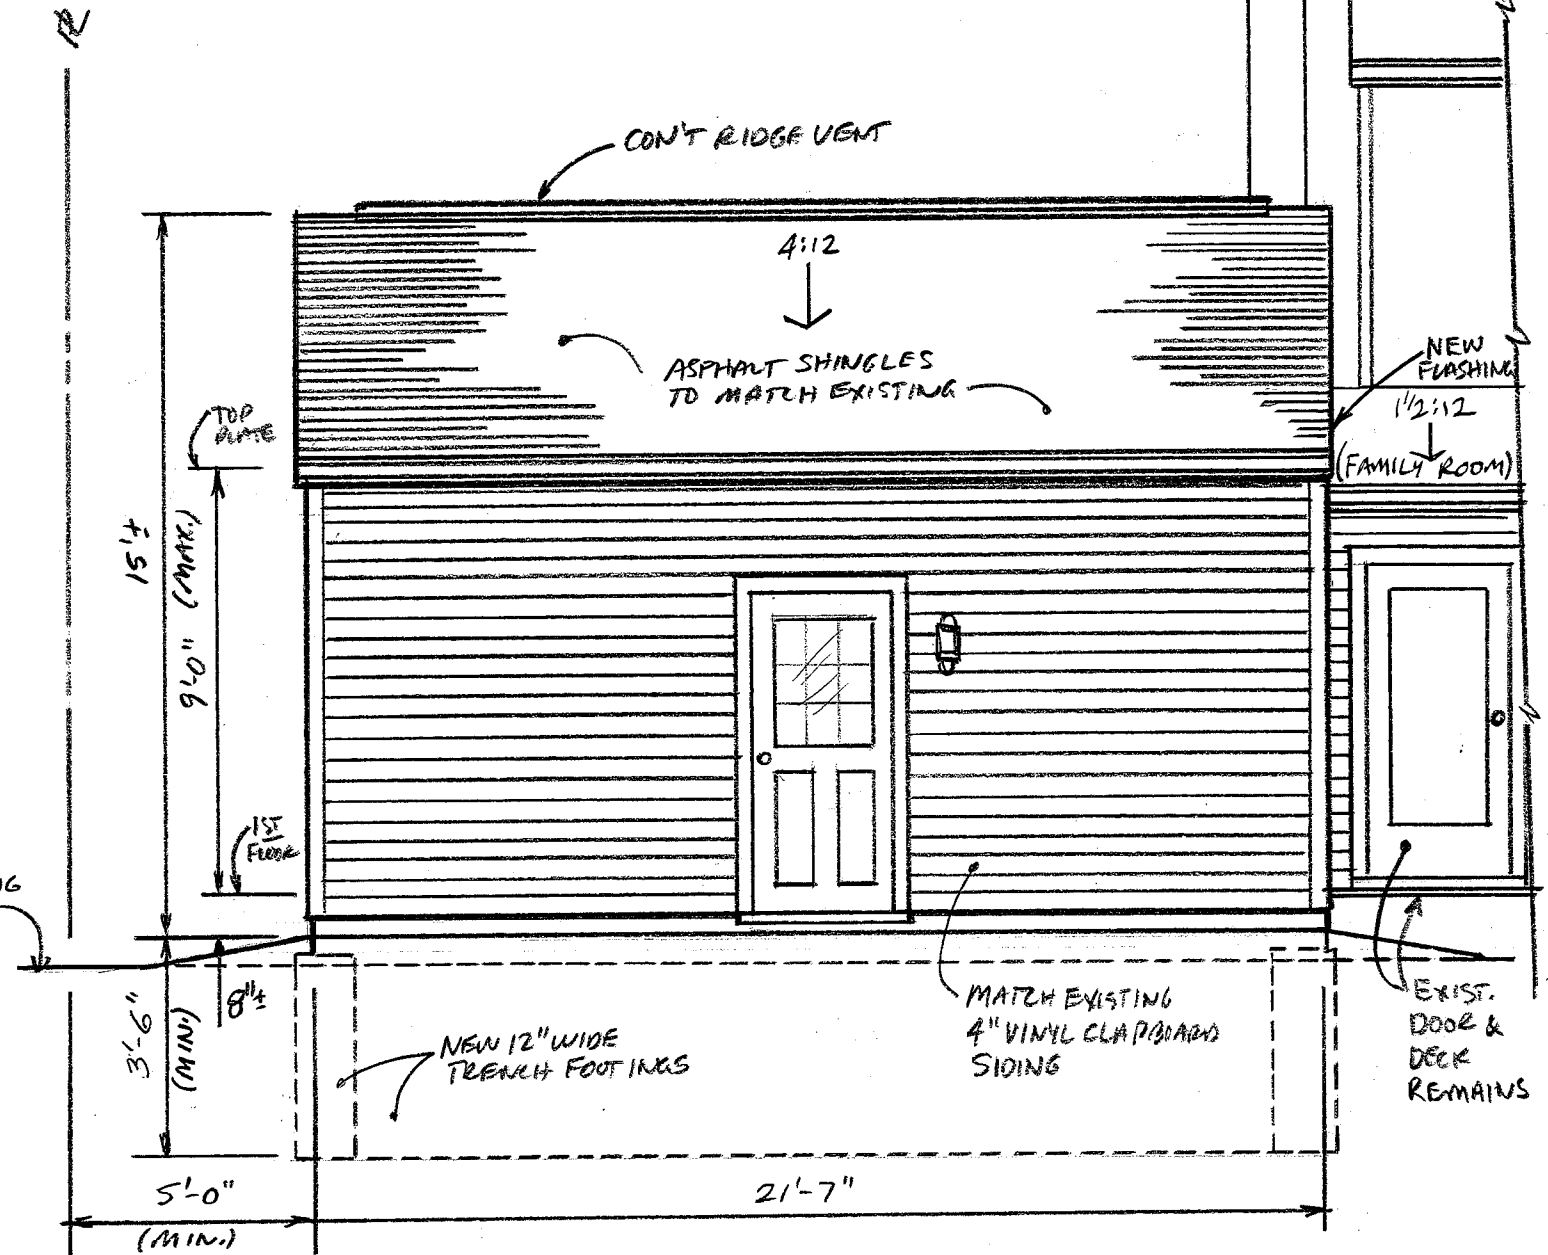 CON'T RIDGE VENT
4:12
ASPHALT SHINGLES
TO MATCH EXISTING
NEW
FLASHING
1 1/2:12
(FAMILY ROOM)
TOP
PLATE
15'±
9'-0" (MAX.)
1ST
FLOOR
8"±
3'-6"
(MIN.)
NEW 12" WIDE
TRENCH FOOTINGS
MATCH EXISTING
4" VINYL CLAPBOARD
SIDING
EXIST.
DOOR &
DECK
REMAINS
5'-0"
(MIN.)
21'-7"